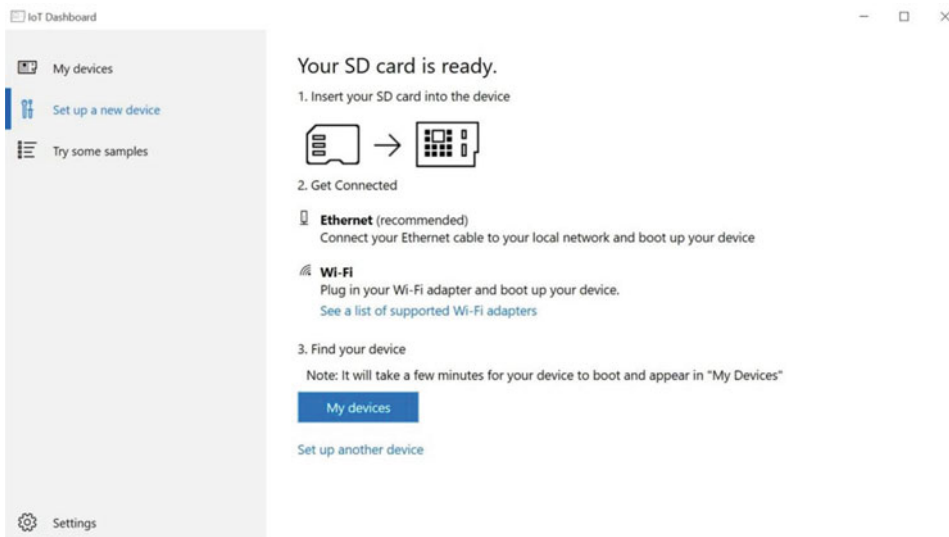 IoT Dashboard
My devices
Set up a new device
Try some samples
Settings
Your SD card is ready.
1. Insert your SD card into the device
2. Get Connected
Ethernet (recommended)
Connect your Ethernet cable to your local network and boot up your device
Wi-Fi
Plug in your Wi-Fi adapter and boot up your device.
See a list of supported Wi-Fi adapters
3. Find your device
Note: It will take a few minutes for your device to boot and appear in "My Devices"
My devices
Set up another device